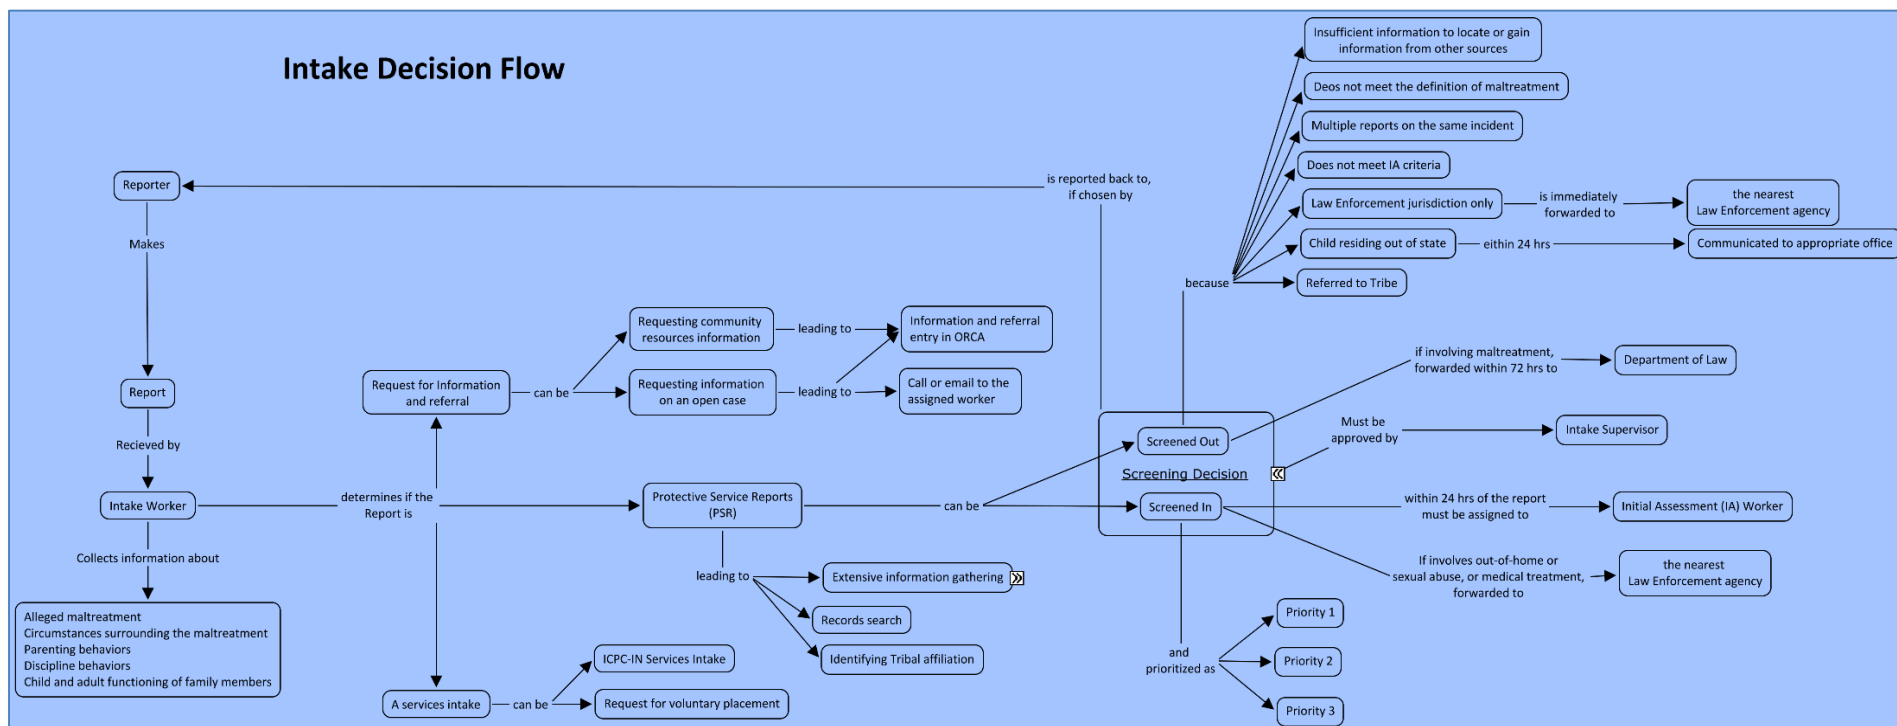 Intake Decision Flow
Insufficient information to locate or gain
information from other sources
Deos not meet the definition of maltreatment
Multiple reports on the same incident
Does not meet IA criteria
Law Enforcement jurisdiction only
is immediately
forwarded to
the nearest
Law Enforcement agency
Child residing out of state
eithin 24 hrs
Communicated to appropriate office
Referred to Tribe
because
is reported back to,
if chosen by
Reporter
Makes
Report
Recieved by
Intake Worker
Collects information about
Alleged maltreatment
Circumstances surrounding the maltreatment
Parenting behaviors
Discipline behaviors
Child and adult functioning of family members
determines if the
Report is
Request for Information
and referral
can be
Requesting community
resources information
leading to
Information and referral
entry in ORCA
Requesting information
on an open case
leading to
Call or email to the
assigned worker
Protective Service Reports
(PSR)
can be
leading to
Extensive information gathering
Records search
Identifying Tribal affiliation
A services intake
can be
ICPC-IN Services Intake
Request for voluntary placement
Screened Out
Screening Decision
Screened In
if involving maltreatment,
forwarded within 72 hrs to
Department of Law
Must be
approved by
Intake Supervisor
within 24 hrs of the report
must be assigned to
Initial Assessment (IA) Worker
If involves out-of-home or
sexual abuse, or medical treatment,
forwarded to
the nearest
Law Enforcement agency
and
prioritized as
Priority 1
Priority 2
Priority 3